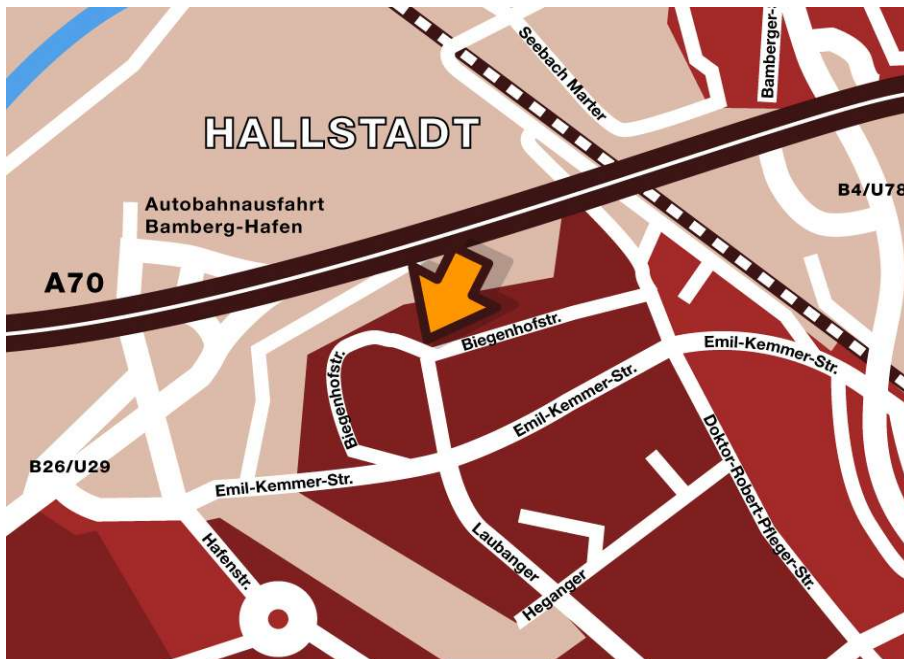 Seebach Marter
Bamberger-
HALLSTADT
B4/U78
Autobahnausfahrt
Bamberg-Hafen
A70
Biegenhofstr.
Emil-Kemmer-Str.
Biegenhofstr.
Emil-Kemmer-Str.
B26/U29
Emil-Kemmer-Str.
Doktor-Robert-Pfleger-Str.
Hafenstr.
Laubanger
Heganger